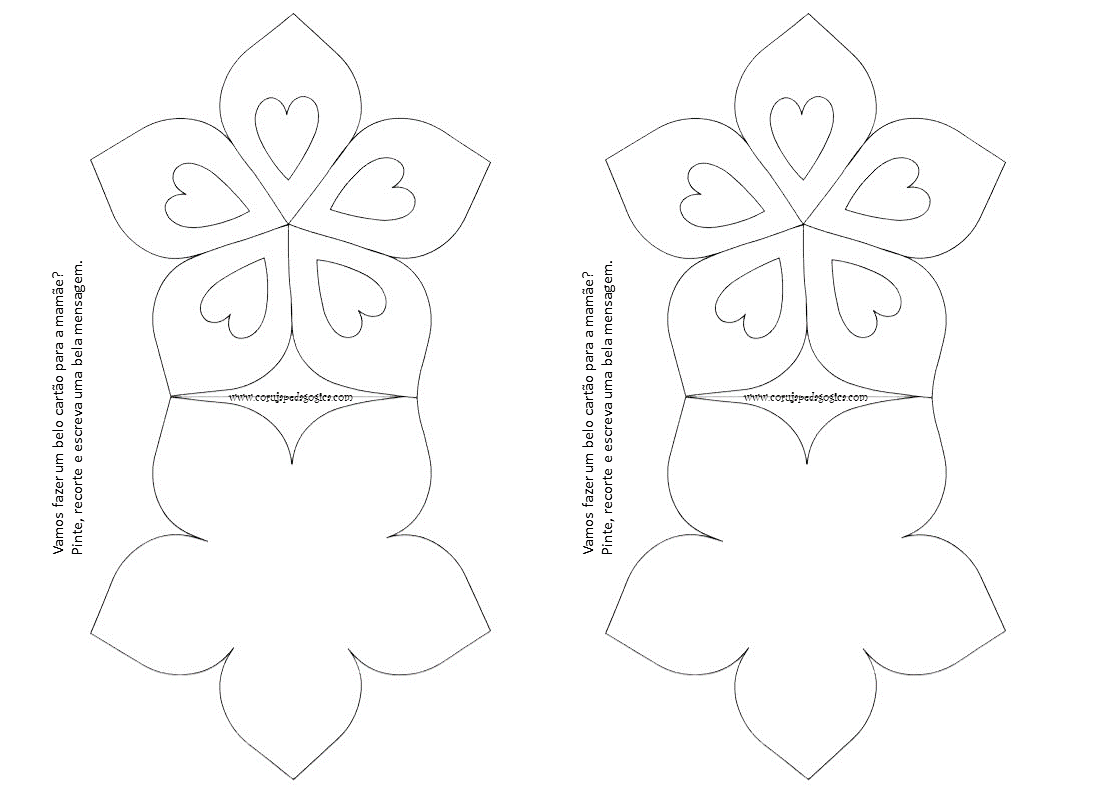 Vamos fazer um belo cartão para a mamãe?
Pinte, recorte e escreva uma bela mensagem.
www.corujapedagogica.com
Vamos fazer um belo cartão para a mamãe?
Pinte, recorte e escreva uma bela mensagem.
www.corujapedagogica.com